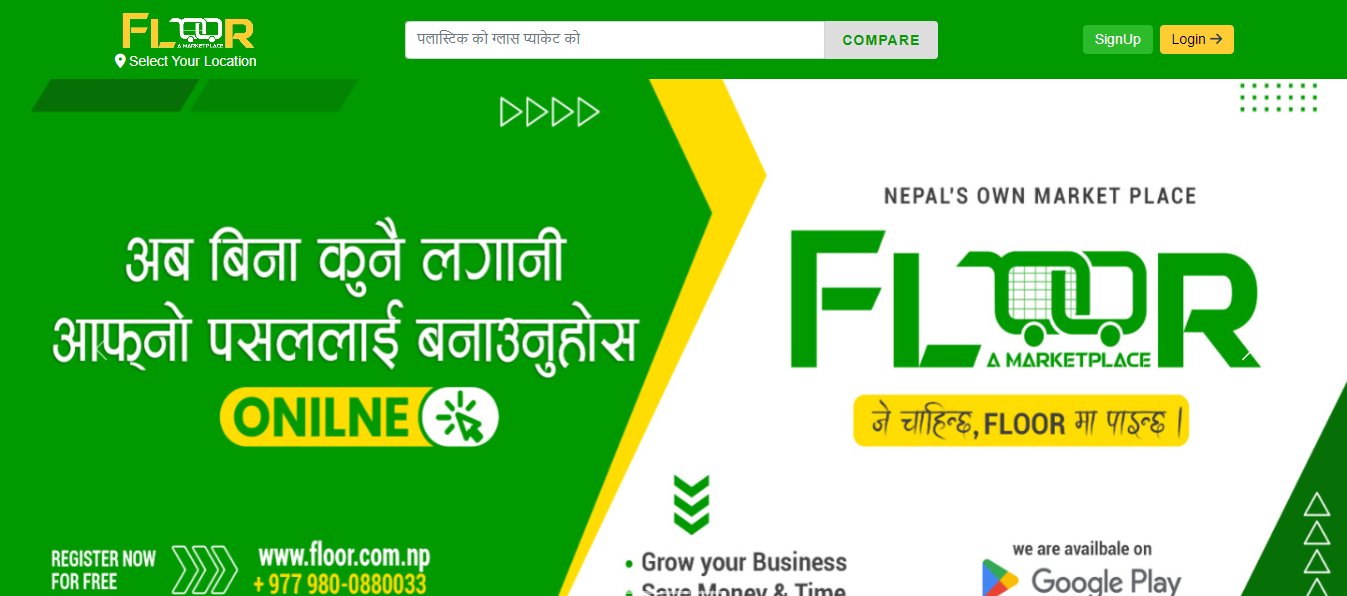 FLOOR
A MARKETPLACE
Select Your Location
पलास्टिक को ग्लास प्याकेट को
COMPARE
SignUp
Login
अब बिना कुनै लगानी
आफ्नो पसललाई बनाउनुहोस
ONILNE
REGISTER NOW
FOR FREE
www.floor.com.np
+ 977 980-0880033
NEPAL'S OWN MARKET PLACE
FLOOR
A MARKETPLACE
जे चाहिन्छ, FLOOR मा पाइन्छ ।
• Grow your Business
• Save Money & Time
we are availbale on
Google Play